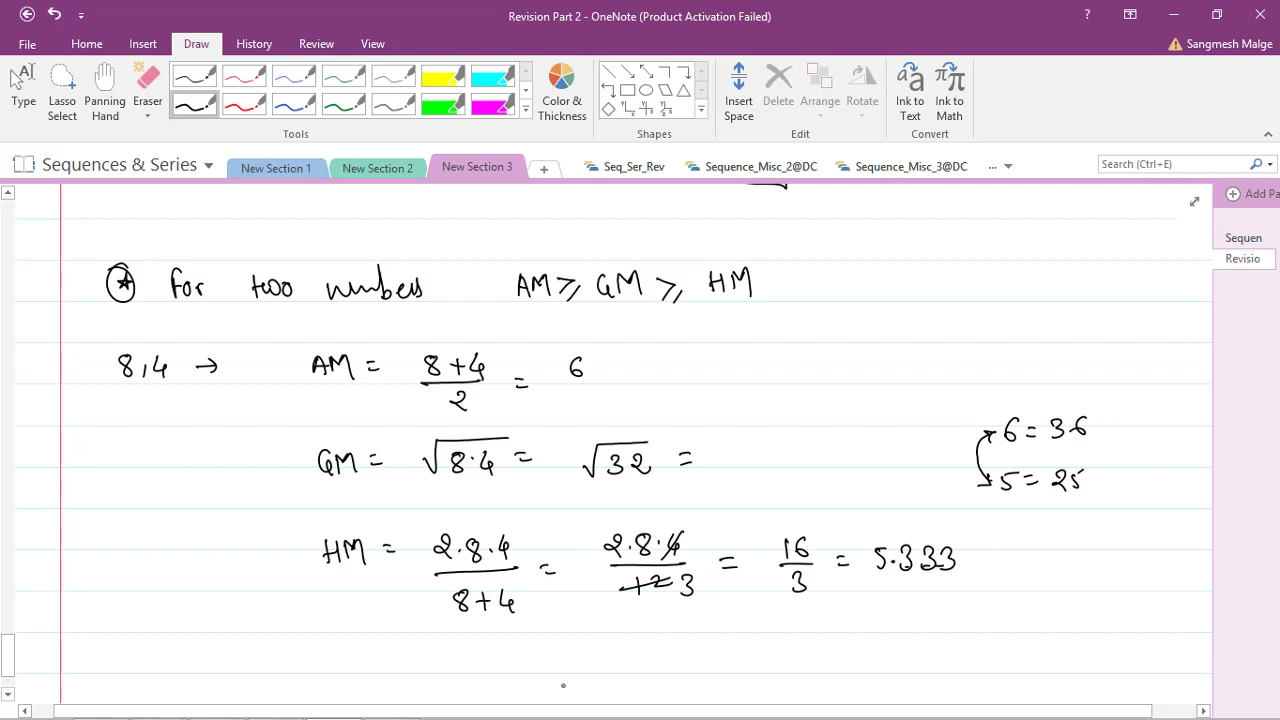 Revision Part 2 - OneNote (Product Activation Failed)
?
File Home Insert Draw History Review View Sangmesh Malge
Type Lasso Select Panning Hand Eraser Color & Thickness Insert Space Delete Arrange Rotate Ink to Text Ink to Math
Tools Shapes Edit Convert
Sequences & Series New Section 1 New Section 2 New Section 3 + Seq_Ser_Rev Sequence_Misc_2@DC Sequence_Misc_3@DC ... Search (Ctrl+E)
Add Pa
Sequen
Revisio
For two numbers AM ⩾ GM ⩾ HM
8,4 → AM = 8+4/2 = 6
6 = 36
GM = √8·4 = √32 =
5 = 25
HM = 2·8·4/8+4 = 2·8·4/12 3 = 16/3 = 5.333